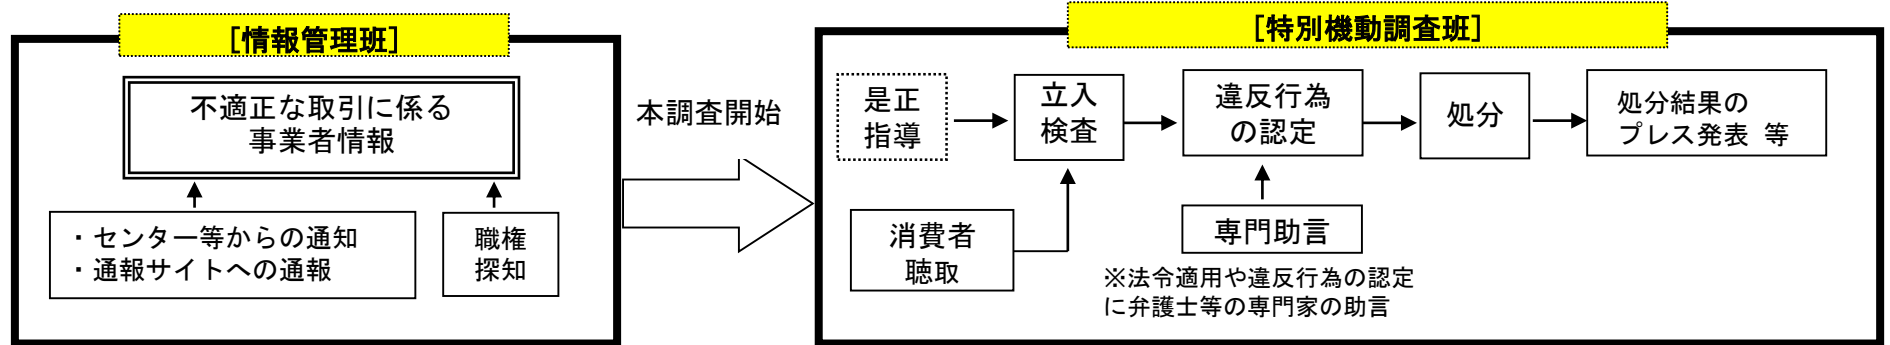 ［情報管理班］
不適正な取引に係る
事業者情報
・センター等からの通知
・通報サイトへの通報
職権
探知
本調査開始
［特別機動調査班］
是正
指導
立入
検査
違反行為
の認定
処分
処分結果の
プレス発表 等
消費者
聴取
専門助言
※法令適用や違反行為の認定
に弁護士等の専門家の助言